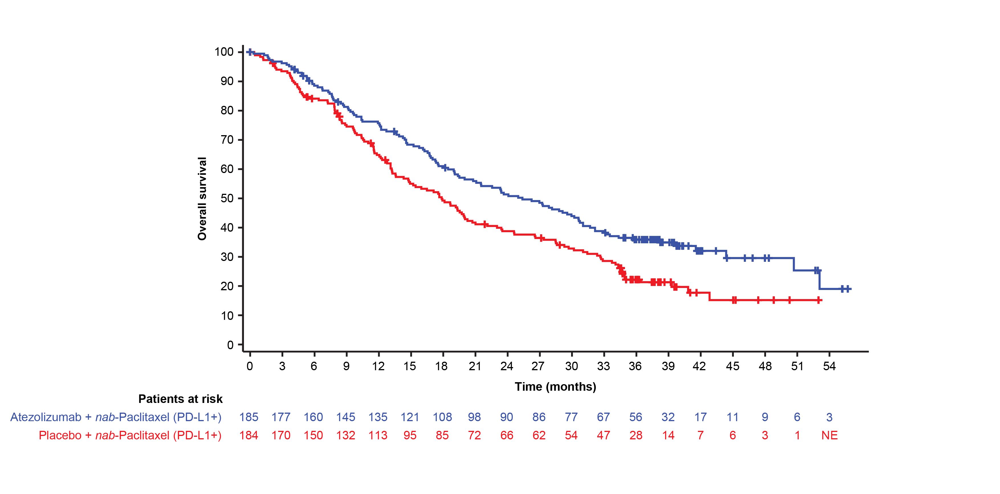 100
90
80
70
60
50
40
30
20
10
0
Overall survival
0 3 6 9 12 15 18 21 24 27 30 33 36 39 42 45 48 51 54
Time (months)
Patients at risk
Atezolizumab + nab-Paclitaxel (PD-L1+) 185 177 160 145 135 121 108 98 90 86 77 67 56 32 17 11 9 6 3
Placebo + nab-Paclitaxel (PD-L1+) 184 170 150 132 113 95 85 72 66 62 54 47 28 14 7 6 3 1 NE